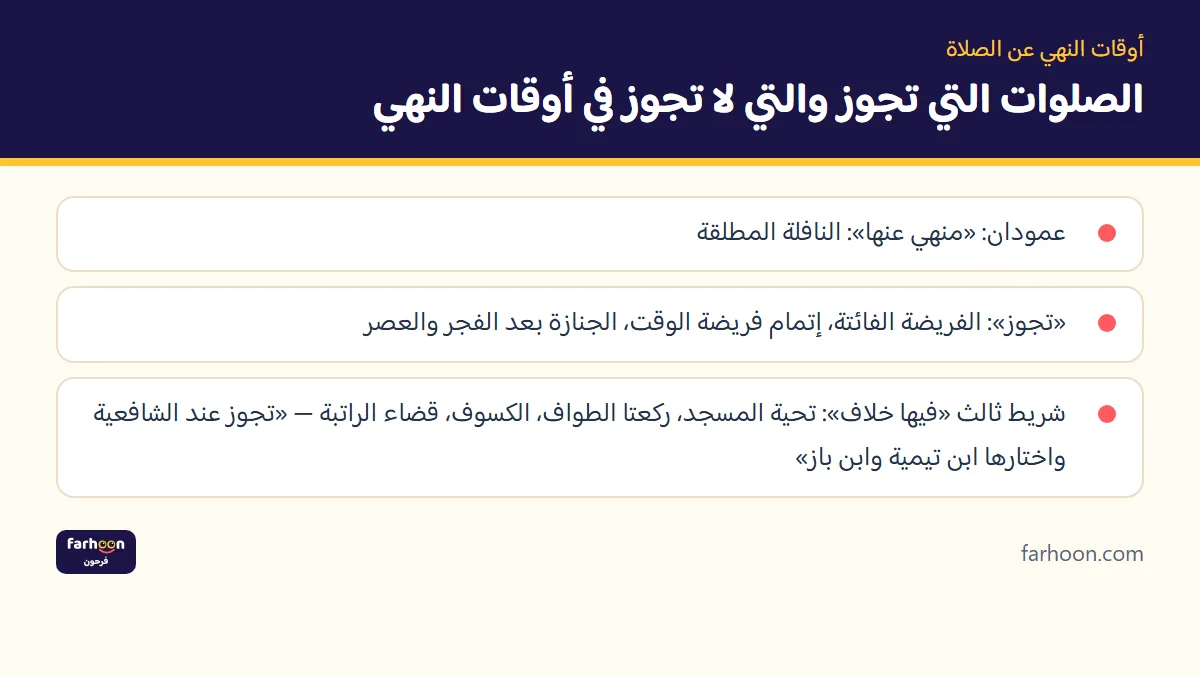 أوقات النهي عن الصلاة
الصلوات التي تجوز والتي لا تجوز في أوقات النهي
عمودان: «منهي عنها»: النافلة المطلقة
«تجوز»: الفريضة الفائتة، إتمام فريضة الوقت، الجنازة بعد الفجر والعصر
شريط ثالث «فيها خلاف»: تحية المسجد، ركعتا الطواف، الكسوف، قضاء الراتبة — «تجوز عند الشافعية
واختارها ابن تيمية وابن باز»
farhoon.com
farhoon
فرحون